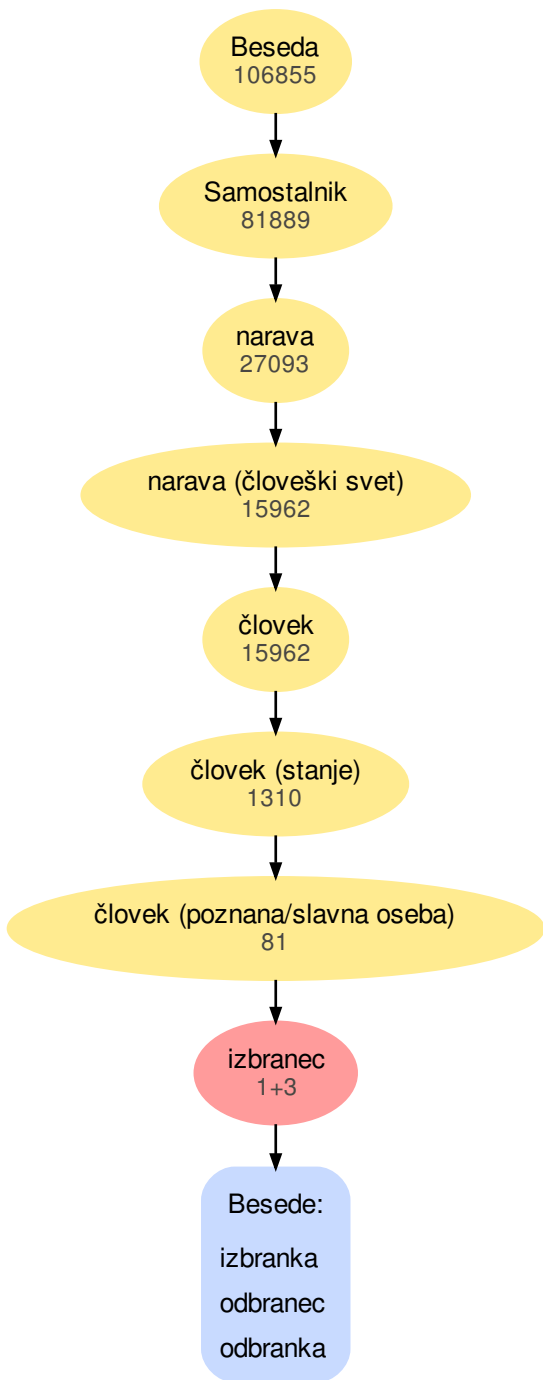 Beseda
106855
Samostalnik
81889
narava
27093
narava (človeški svet)
15962
človek
15962
človek (stanje)
1310
človek (poznana/slavna oseba)
81
izbranec
1+3
Besede:
izbranka
odbranec
odbranka